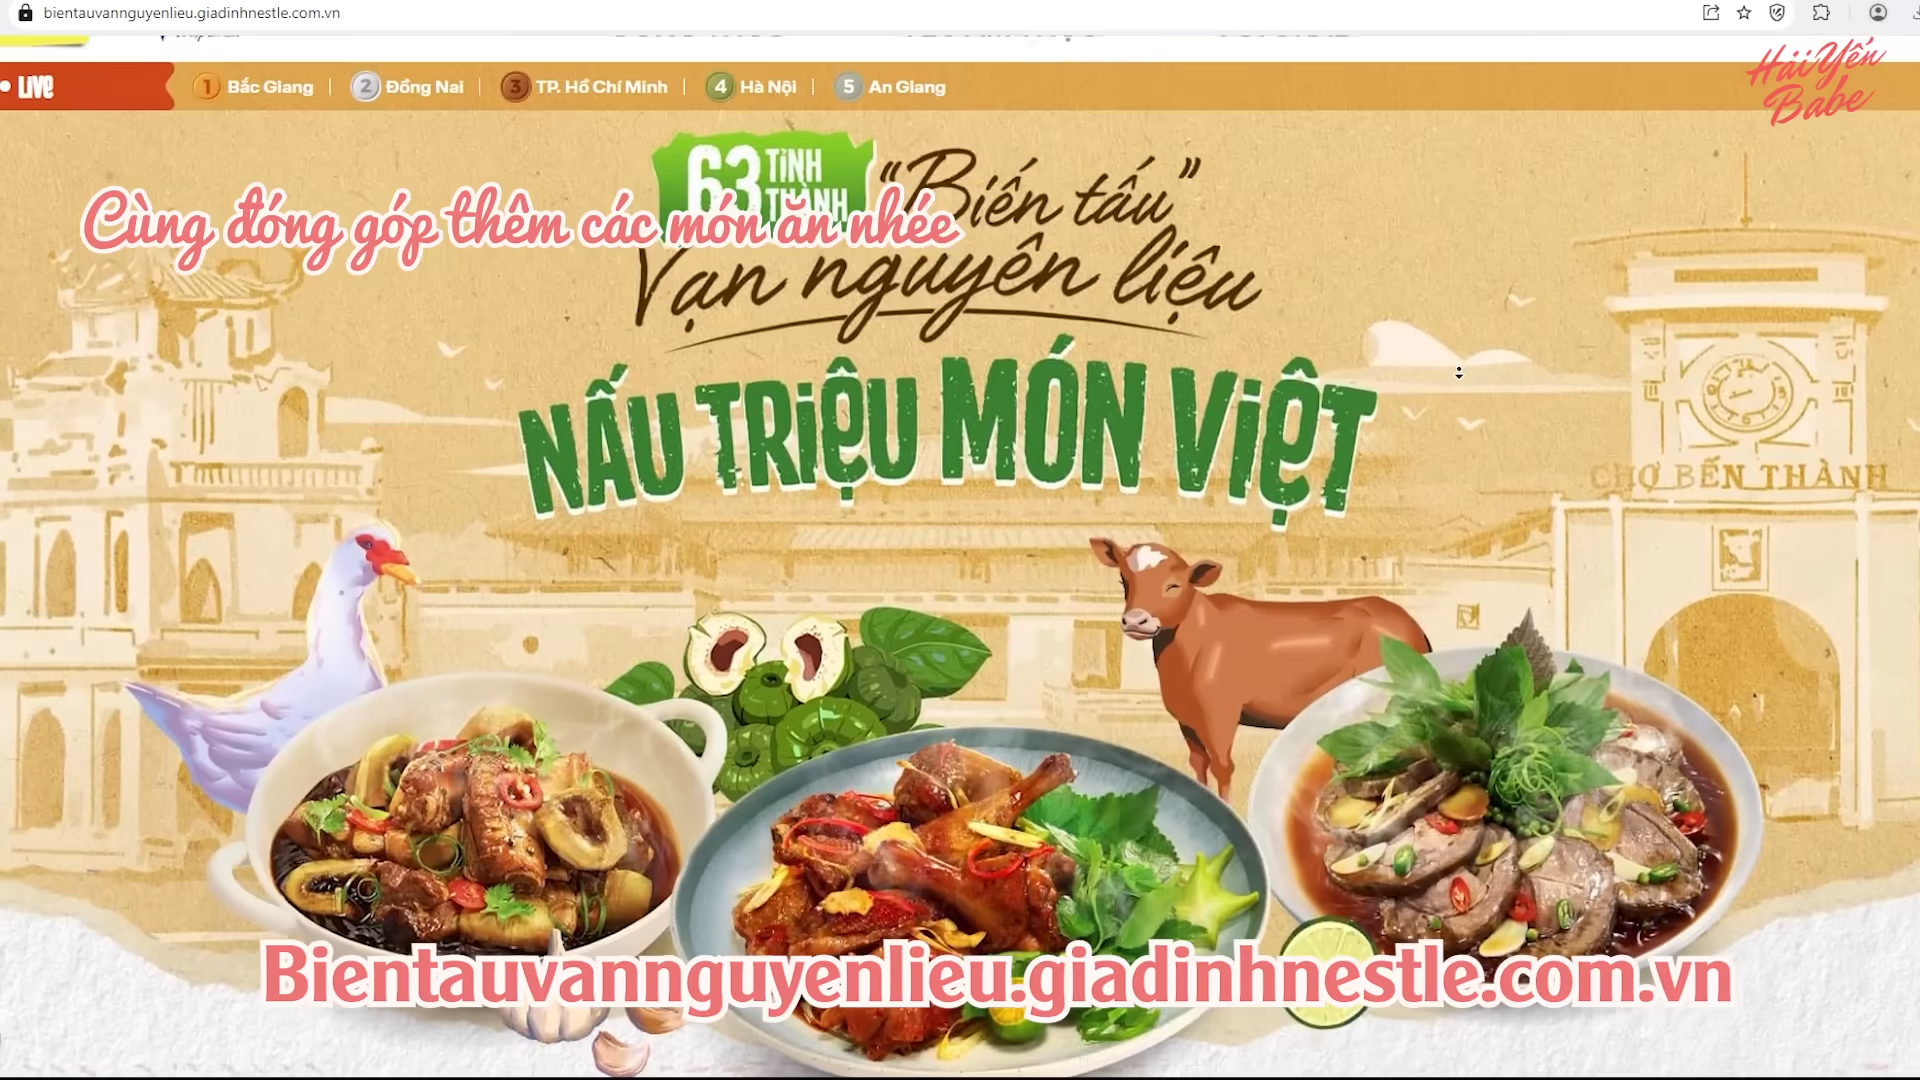 bientauvannguyenlieu.giadinhnestle.com.vn
LIVE
1 Bắc Giang
2 Đồng Nai
3 TP. Hồ Chí Minh
4 Hà Nội
5 An Giang
Hải Yến
Babe
63 TỈNH
THÀNH
"Biến tấu"
Cùng đóng góp thêm các món ăn nhée
Vạn nguyên liệu
NẤU TRIỆU MÓN VIỆT
CHỢ BẾN THÀNH
Bientauvannguyenlieu.giadinhnestle.com.vn